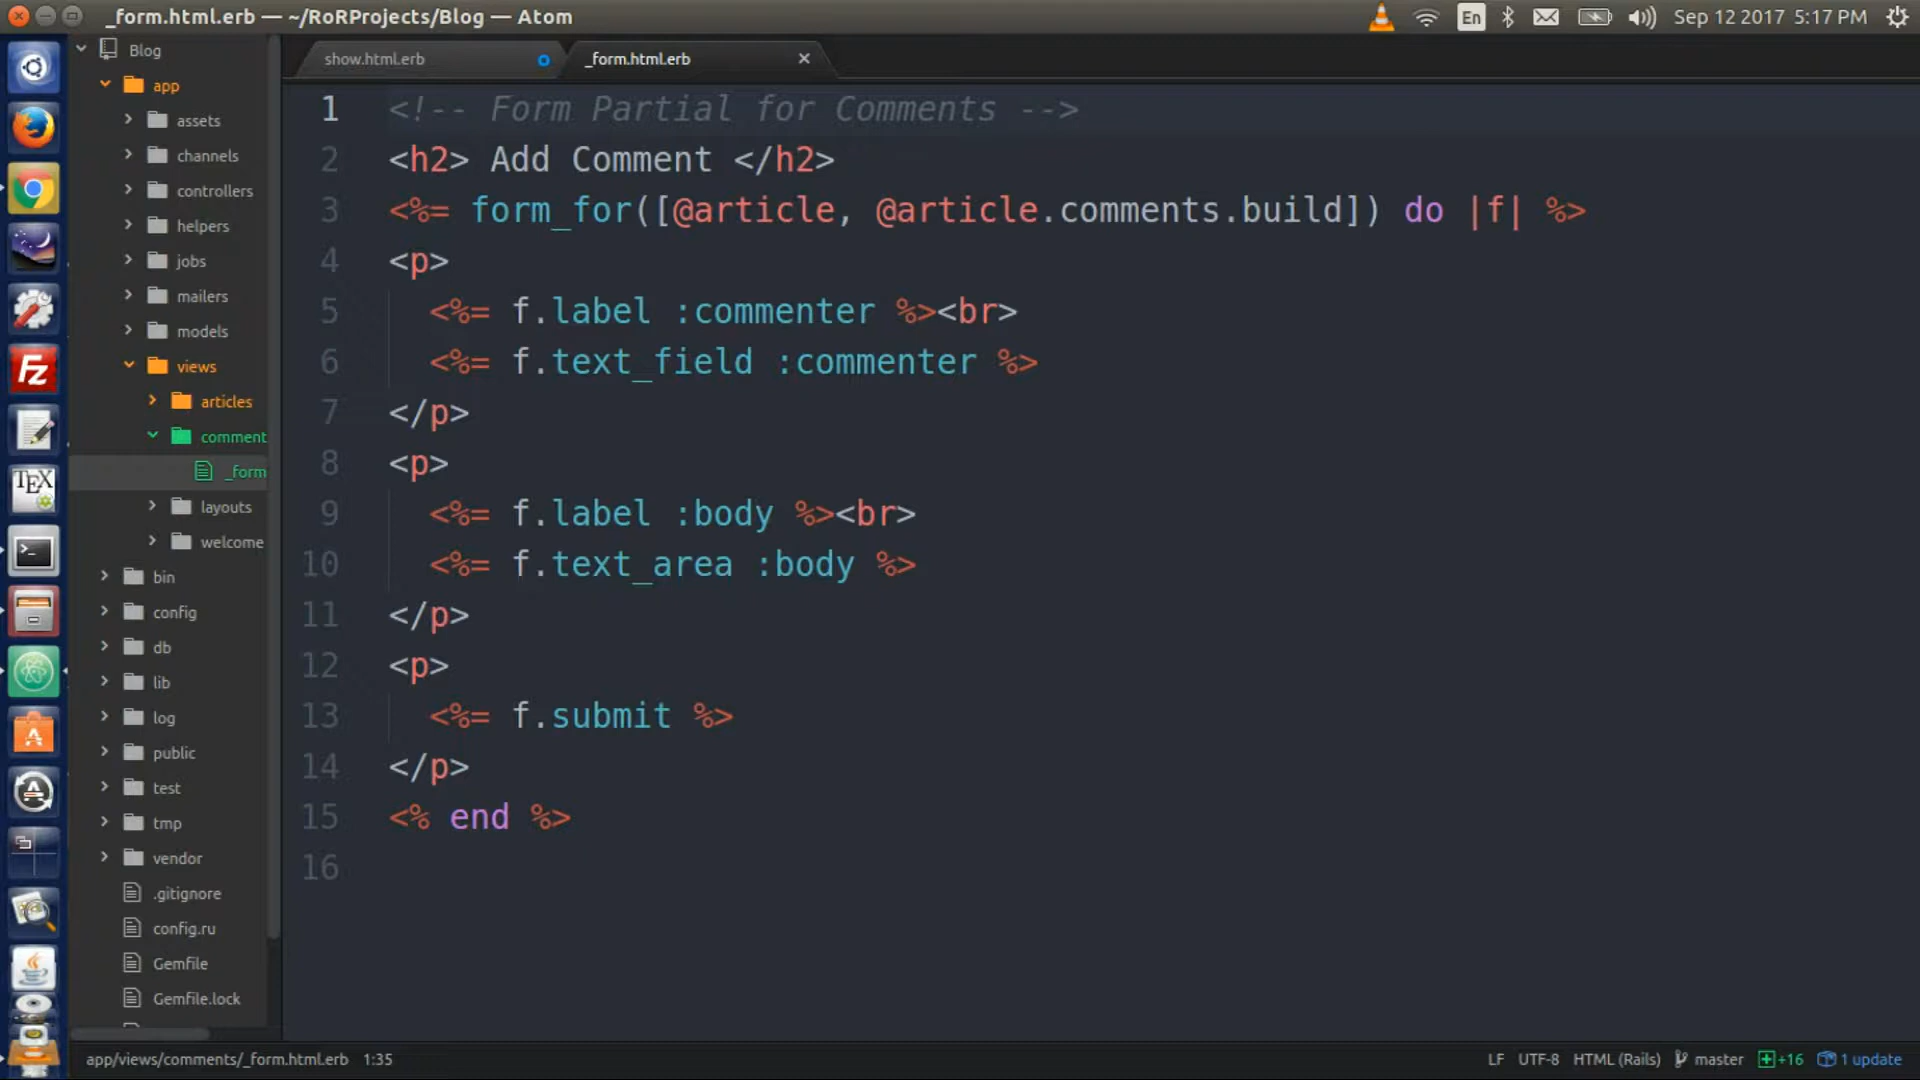 _form.html.erb — ~/RoRProjects/Blog — Atom
En
Sep 12 2017 5:17 PM
Blog
app
assets
channels
controllers
helpers
jobs
mailers
models
views
articles
comment
_form
layouts
welcome
bin
config
db
lib
log
public
test
tmp
vendor
.gitignore
config.ru
Gemfile
Gemfile.lock
show.html.erb
_form.html.erb
1 <!-- Form Partial for Comments -->
2 <h2> Add Comment </h2>
3 <%= form_for([@article, @article.comments.build]) do |f| %>
4 <p>
5 <%= f.label :commenter %><br>
6 <%= f.text_field :commenter %>
7 </p>
8 <p>
9 <%= f.label :body %><br>
10 <%= f.text_area :body %>
11 </p>
12 <p>
13 <%= f.submit %>
14 </p>
15 <% end %>
16
Fz
TEX
app/views/comments/_form.html.erb 1:35
LF UTF-8 HTML (Rails) master +16 1 update